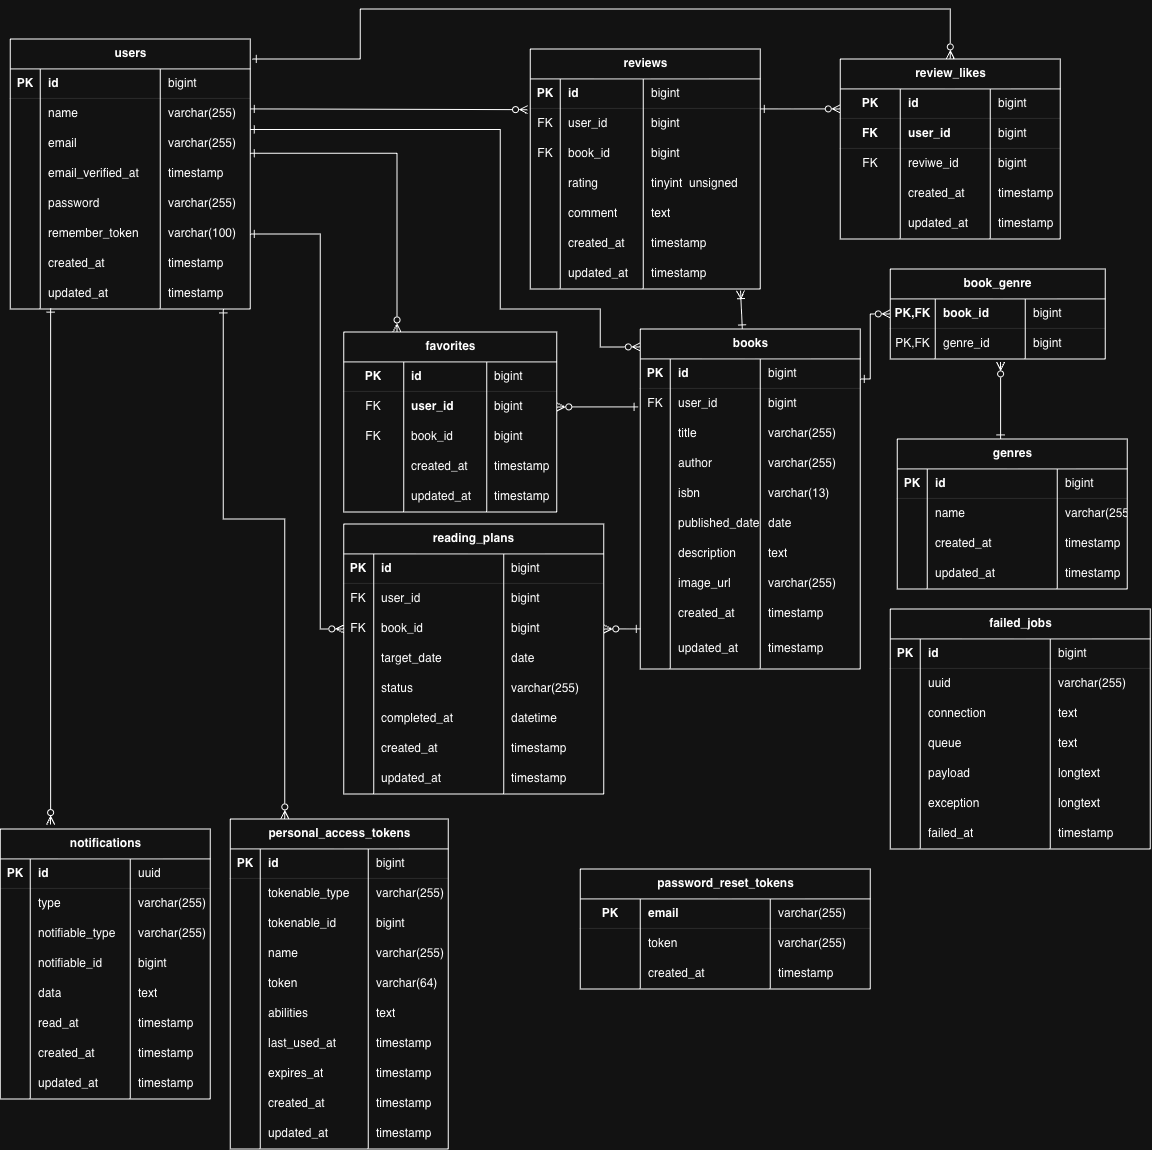 users
PK id bigint
name varchar(255)
email varchar(255)
email_verified_at timestamp
password varchar(255)
remember_token varchar(100)
created_at timestamp
updated_at timestamp
reviews
PK id bigint
FK user_id bigint
FK book_id bigint
rating tinyint unsigned
comment text
created_at timestamp
updated_at timestamp
review_likes
PK id bigint
FK user_id bigint
FK reviwe_id bigint
created_at timestamp
updated_at timestamp
book_genre
PK,FK book_id bigint
PK,FK genre_id bigint
favorites
PK id bigint
FK user_id bigint
FK book_id bigint
created_at timestamp
updated_at timestamp
books
PK id bigint
FK user_id bigint
title varchar(255)
author varchar(255)
isbn varchar(13)
published_date date
description text
image_url varchar(255)
created_at timestamp
updated_at timestamp
genres
PK id bigint
name varchar(255
created_at timestamp
updated_at timestamp
reading_plans
PK id bigint
FK user_id bigint
FK book_id bigint
target_date date
status varchar(255)
completed_at datetime
created_at timestamp
updated_at timestamp
failed_jobs
PK id bigint
uuid varchar(255)
connection text
queue text
payload longtext
exception longtext
failed_at timestamp
notifications
PK id uuid
type varchar(255)
notifiable_type varchar(255)
notifiable_id bigint
data text
read_at timestamp
created_at timestamp
updated_at timestamp
personal_access_tokens
PK id bigint
tokenable_type varchar(255)
tokenable_id bigint
name varchar(255)
token varchar(64)
abilities text
last_used_at timestamp
expires_at timestamp
created_at timestamp
updated_at timestamp
password_reset_tokens
PK email varchar(255)
token varchar(255)
created_at timestamp